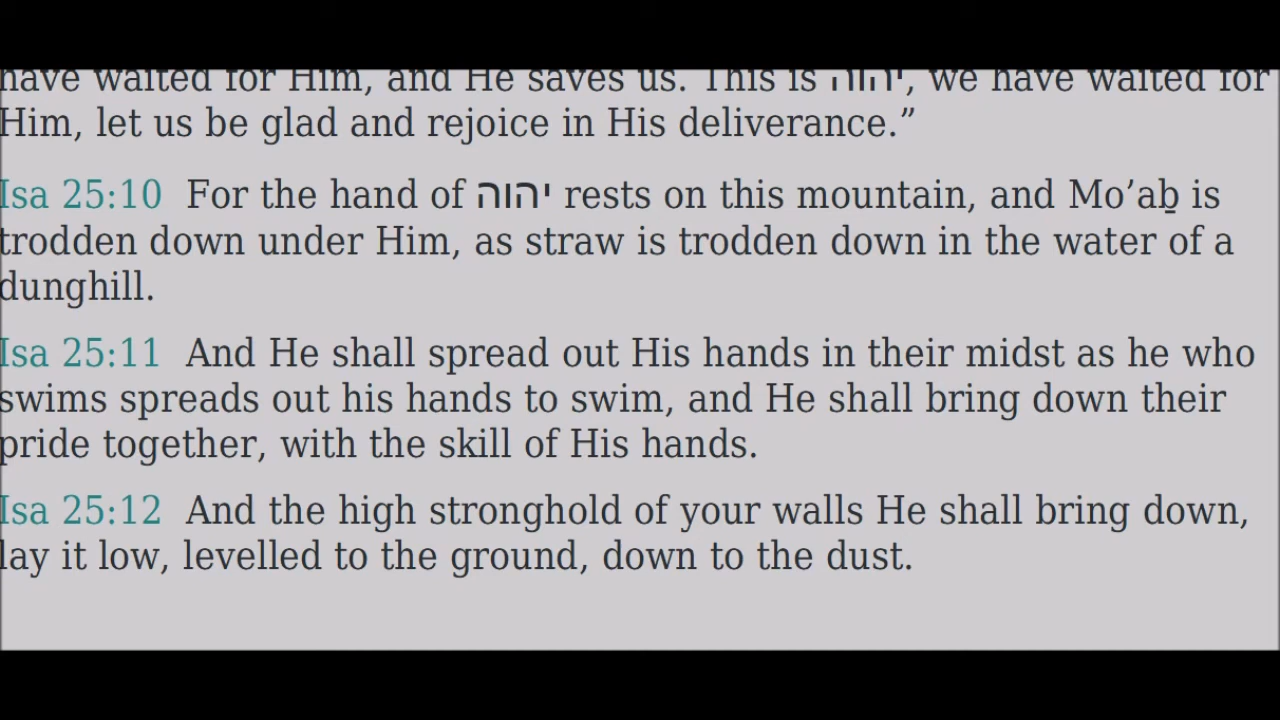 have waited for Him, and He saves us. This is יהוה, we have waited for
Him, let us be glad and rejoice in His deliverance.”
Isa 25:10 For the hand of יהוה rests on this mountain, and Mo’aḇ is
trodden down under Him, as straw is trodden down in the water of a
dunghill.
Isa 25:11 And He shall spread out His hands in their midst as he who
swims spreads out his hands to swim, and He shall bring down their
pride together, with the skill of His hands.
Isa 25:12 And the high stronghold of your walls He shall bring down,
lay it low, levelled to the ground, down to the dust.